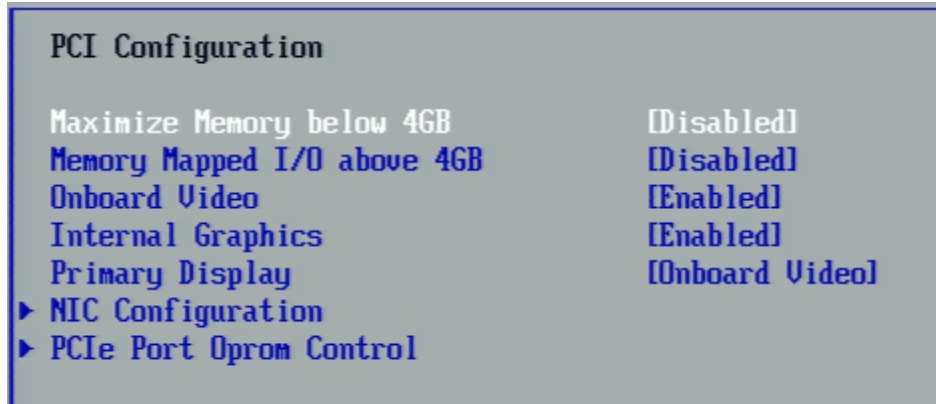 PCI Configuration
Maximize Memory below 4GB [Disabled]
Memory Mapped I/O above 4GB [Disabled]
Onboard Video [Enabled]
Internal Graphics [Enabled]
Primary Display [Onboard Video]
NIC Configuration
PCIe Port Oprom Control